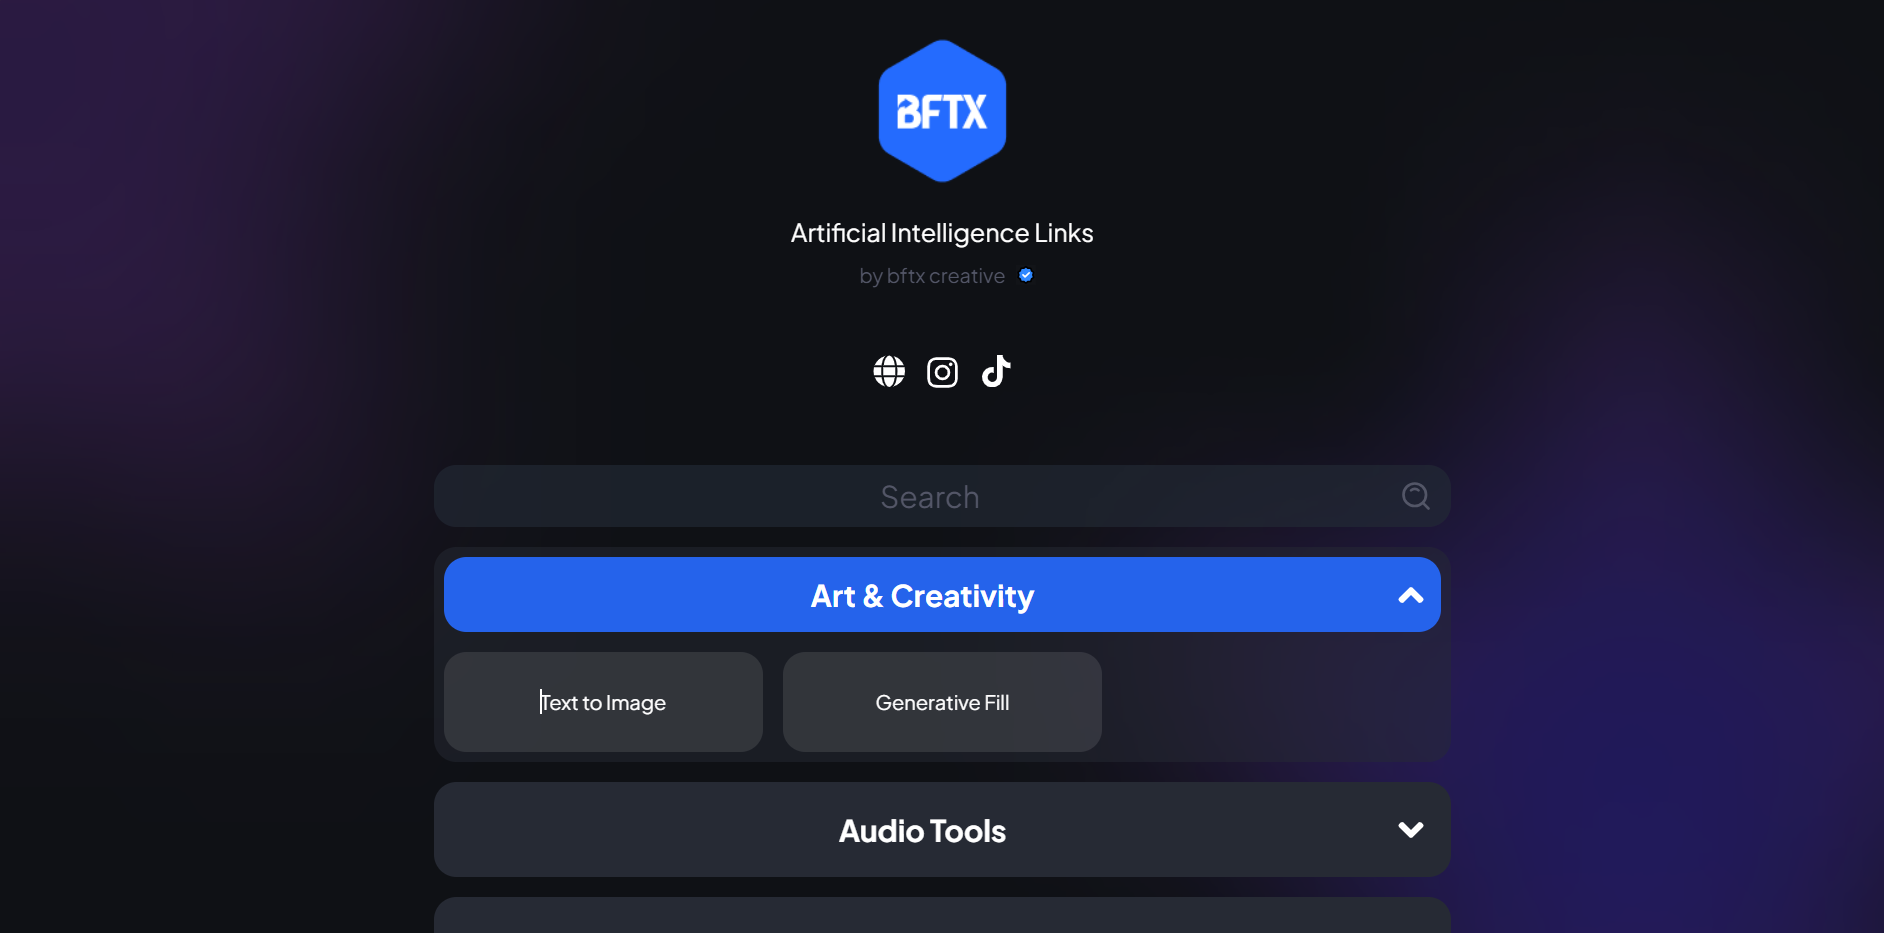 BFTX
Artificial Intelligence Links
by bftx creative
Search
Art & Creativity
Text to Image
Generative Fill
Audio Tools